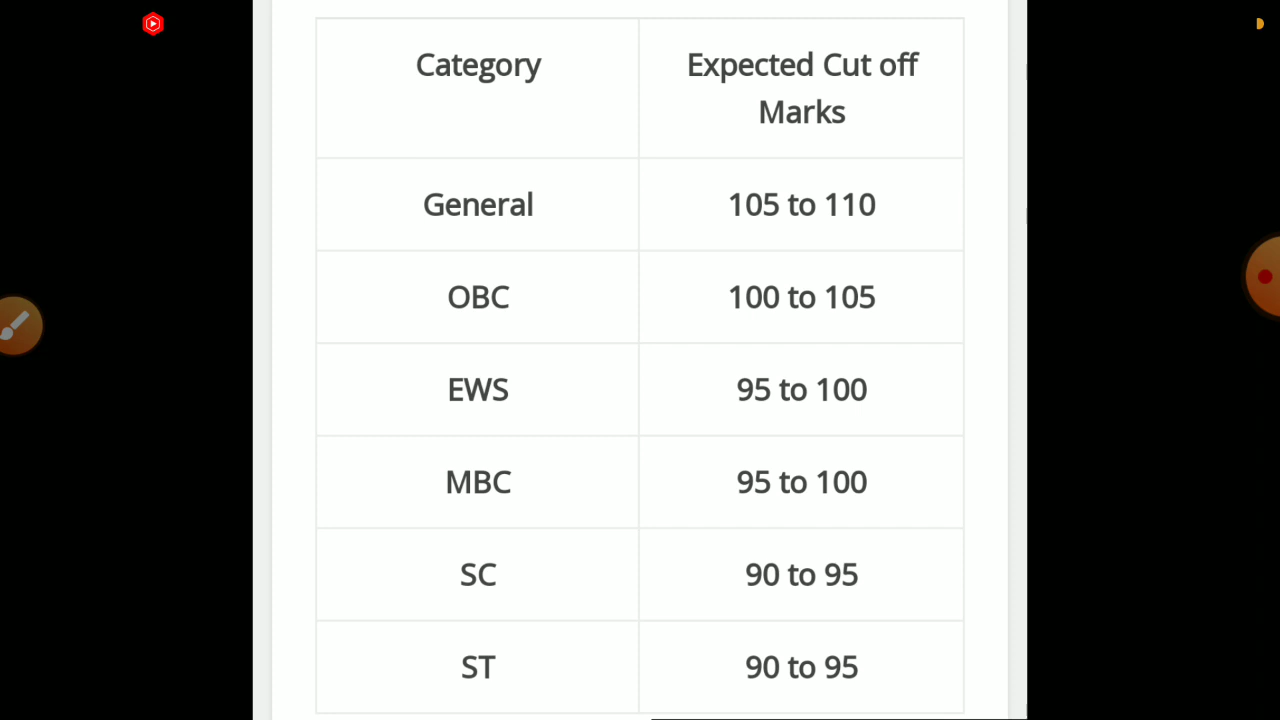 Category
Expected Cut off
Marks
General
105 to 110
OBC
100 to 105
EWS
95 to 100
MBC
95 to 100
SC
90 to 95
ST
90 to 95